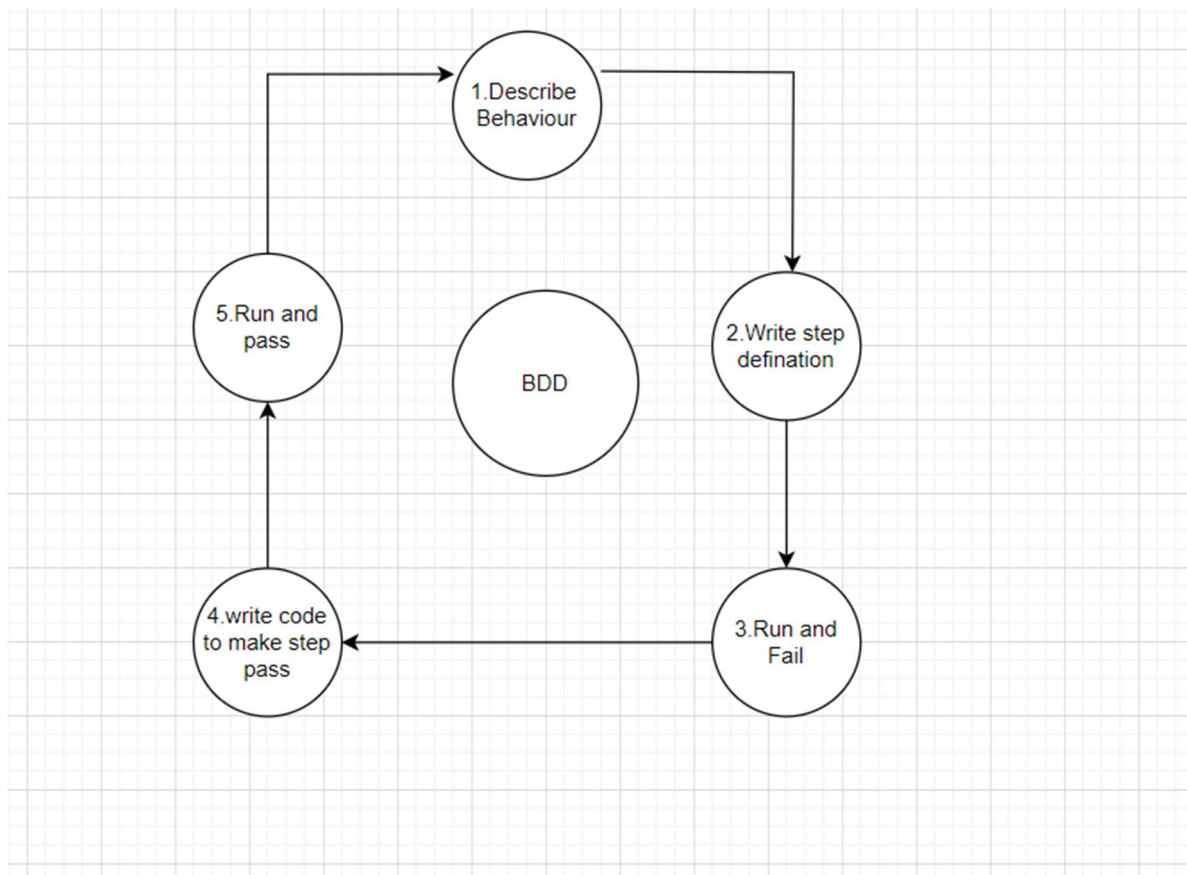 1.Describe
Behaviour
5.Run and
pass
2.Write step
defination
BDD
4.write code
to make step
pass
3.Run and
Fail